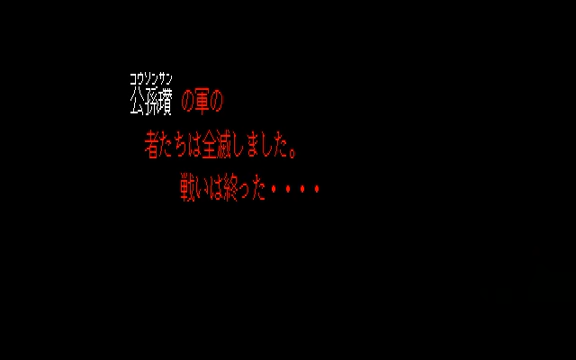 コウソンサン
公孫瓚 の軍の
者たちは全滅しました。
戦いは終った・・・・